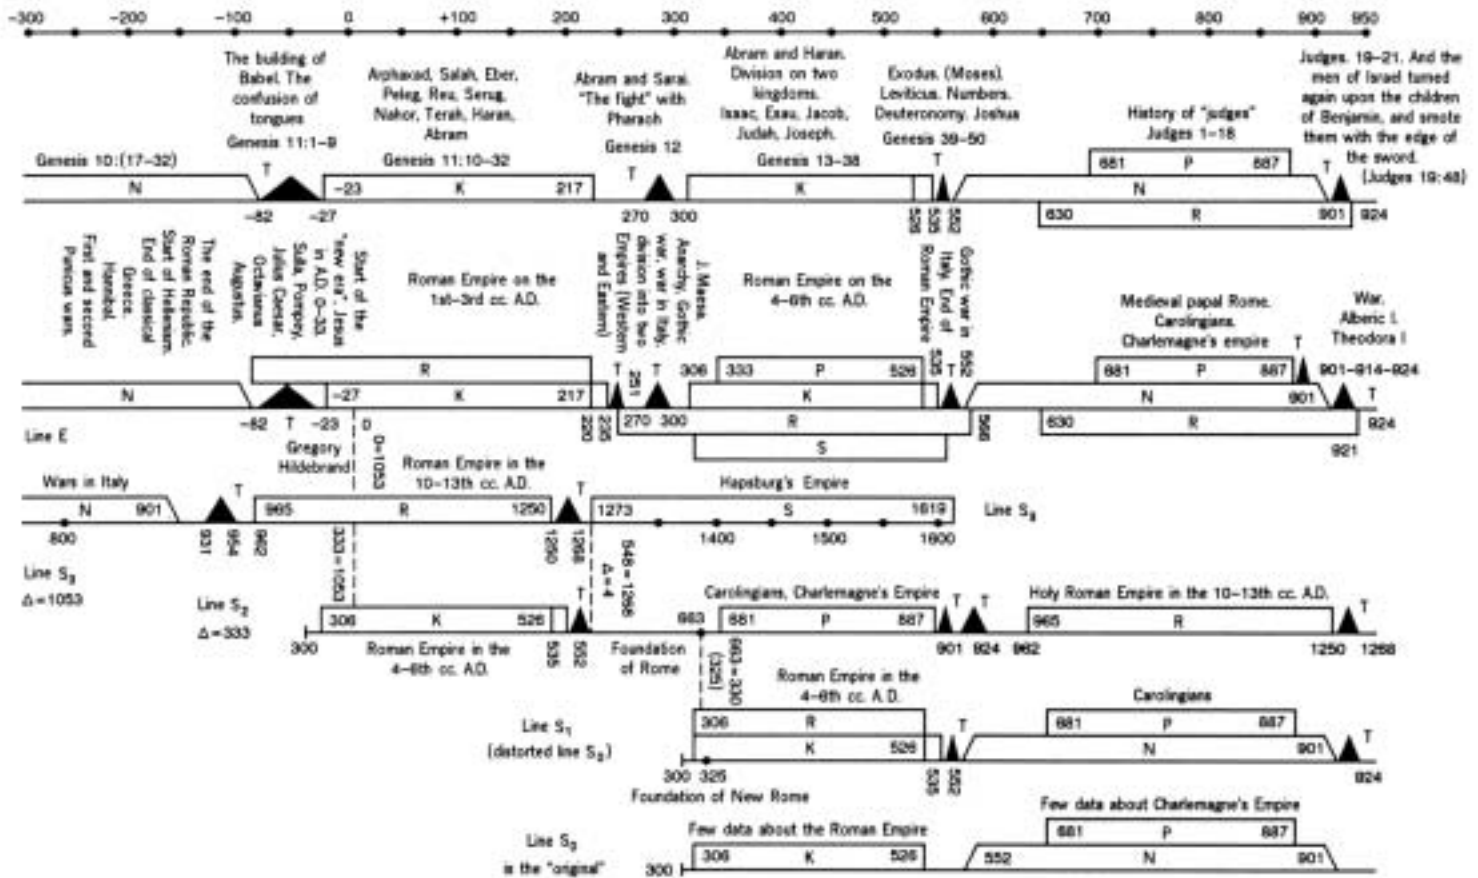 -300 -200 -100 0 +100 200 300 400 500 600 700 800 900 950
The building of
Babel. The
confusion of
tongues
Genesis 11:1-9
Arphaxad, Salah, Eber,
Peleg, Reu, Serug,
Nahor, Terah, Haran,
Abram
Genesis 11:10-32
Abram and Sarai.
"The fight" with
Pharaoh
Genesis 12
Abram and Haran.
Division on two
kingdoms.
Isaac, Esau, Jacob,
Judah, Joseph.
Genesis 13-38
Exodus. (Moses).
Leviticus. Numbers.
Deuteronomy. Joshua
Genesis 39-50
History of "judges"
Judges 1-18
Judges. 19-21. And the
men of Israel turned
again upon the children
of Benjamin, and smote
them with the edge of
the sword.
(Judges 19:48)
Genesis 10:(17-32)
T T T T
681 P 887
N -23 K 217 K N
-82 -27 270 300 526 535 552 630 R 901 924
First and second
Punicus wars.
Hannibal.
Greece.
End of classical
Start of Hellenism.
Roman Republic.
The end of the
Augustus.
Octavianus
Julius Caesar,
Sulla, Pompey,
in A.D. 0-33.
"new era". Jesus
Start of the
Roman Empire on the
1st-3rd cc. A.D.
and Eastern)
Empires (Western
division into two
war, war in Italy,
Anarchy, Gothic
J. Maesa.
Roman Empire on the
4-6th cc. A.D.
Roman Empire
Italy. End of
Gothic war in
Medieval papal Rome.
Carolingians.
Charlemagne's empire
War.
Alberic I.
Theodora I
901-914-924
R T 251 T 306 333 P 526 535 T 552 681 P 887 T
N -27 K 217 K N 901 T
-82 T -23 0 220 235 270 300 R 566 630 R 924
S 921
Line E
Gregory
Hildebrand
D=1053
Wars in Italy
Roman Empire in the
10-13th cc. A.D.
Hapsburg's Empire
N 901 T 965 R 1250 T 1273 S 1619
800 931 954 962 1250 1268 1400 1500 1600
Line S3
Δ=1053
333=1053
548=1268
Δ=4
Line S2
Δ=333
306 K 526 T
300 535 552
Roman Empire in the
4-6th cc. A.D.
Foundation
of Rome
663
Carolingians, Charlemagne's Empire
681 P 887 T T
901 924
Holy Roman Empire in the 10-13th cc. A.D.
965 R T
962 1250 1268
663=330
(325)
Roman Empire in the
4-6th cc. A.D.
Carolingians
Line S1
306 R 681 P 887
K 526 T N 901 T
300 325 535 552 924
Foundation of New Rome
Few data about the Roman Empire
Few data about Charlemagne's Empire
is the "original"
681 P 887
300 306 K 526 552 N 901